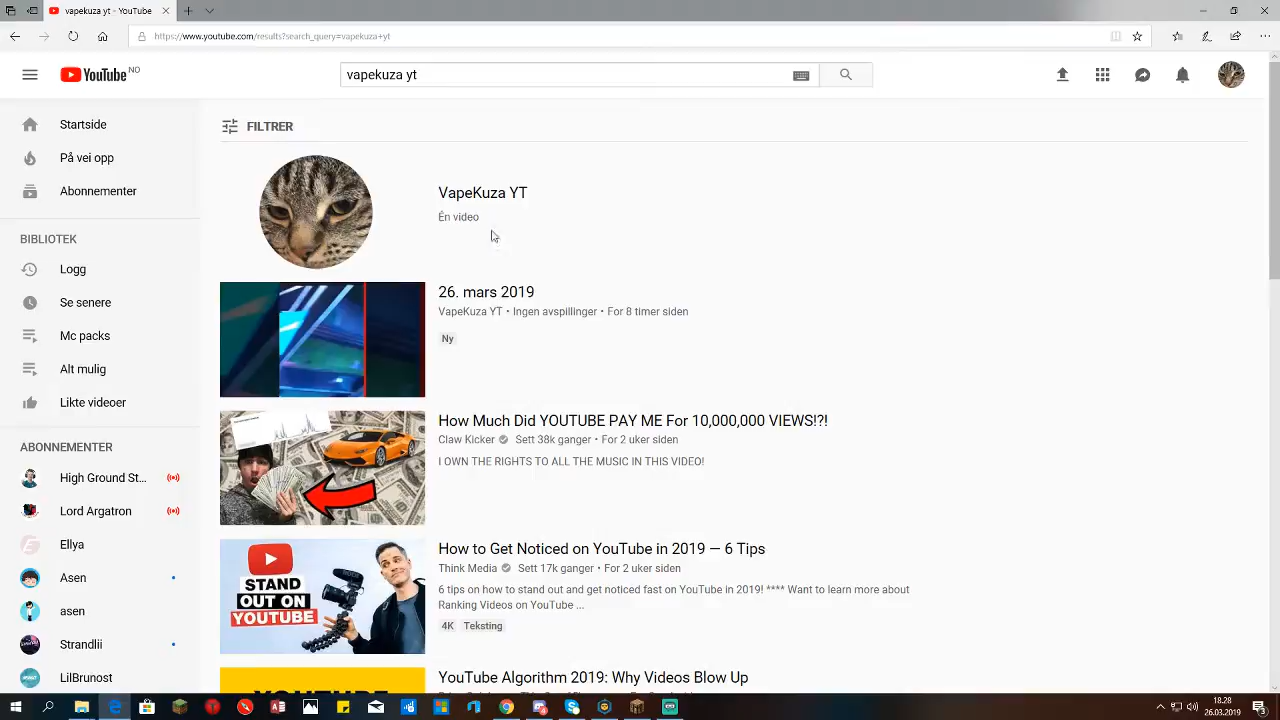 vapekuza yt - YouTube
https://www.youtube.com/results?search_query=vapekuza+yt
YouTube NO
vapekuza yt
Startside
På vei opp
Abonnementer
BIBLIOTEK
Logg
Se senere
Mc packs
Alt mulig
Likte videoer
ABONNEMENTER
High Ground St...
Lord Argatron
Ellya
Asen
asen
Strandlii
LilBrunost
FILTRER
VapeKuza YT
Én video
26. mars 2019
VapeKuza YT • Ingen avspillinger • For 8 timer siden
Ny
How Much Did YOUTUBE PAY ME For 10,000,000 VIEWS!?!
Claw Kicker Sett 38k ganger • For 2 uker siden
I OWN THE RIGHTS TO ALL THE MUSIC IN THIS VIDEO!
STAND
OUT ON
YOUTUBE
How to Get Noticed on YouTube in 2019 — 6 Tips
Think Media Sett 17k ganger • For 2 uker siden
6 tips on how to stand out and get noticed fast on YouTube in 2019! **** Want to learn more about
Ranking Videos on YouTube ...
4K Teksting
YOUTUBE
YouTube Algorithm 2019: Why Videos Blow Up
18.28
26.03.2019